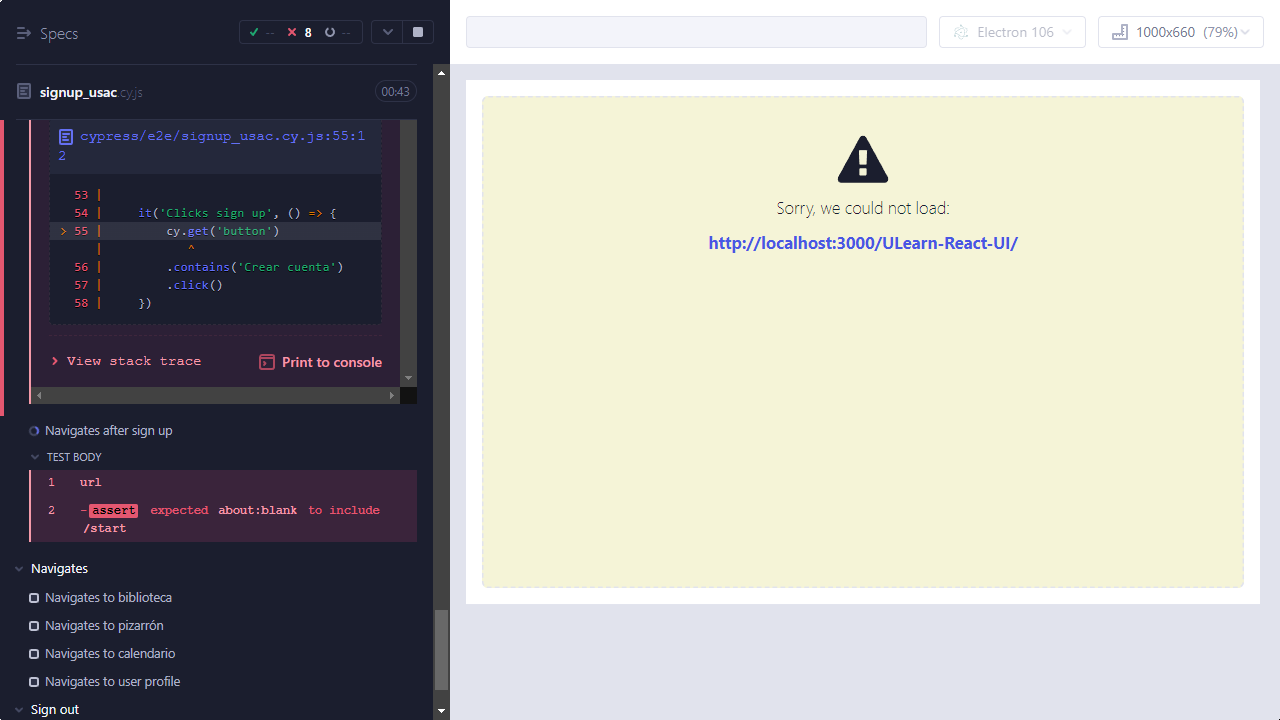 Specs
-- 8 --
signup_usac.cy.js 00:43
cypress/e2e/signup_usac.cy.js:55:1
2
53 |
54 | it('Clicks sign up', () => {
> 55 | cy.get('button')
| ^
56 | .contains('Crear cuenta')
57 | .click()
58 | })
View stack trace
Print to console
Navigates after sign up
TEST BODY
1 url
2 -assert expected about:blank to include
/start
Navigates
Navigates to biblioteca
Navigates to pizarrón
Navigates to calendario
Navigates to user profile
Sign out
Electron 106
1000x660 (79%)
Sorry, we could not load:
http://localhost:3000/ULearn-React-UI/